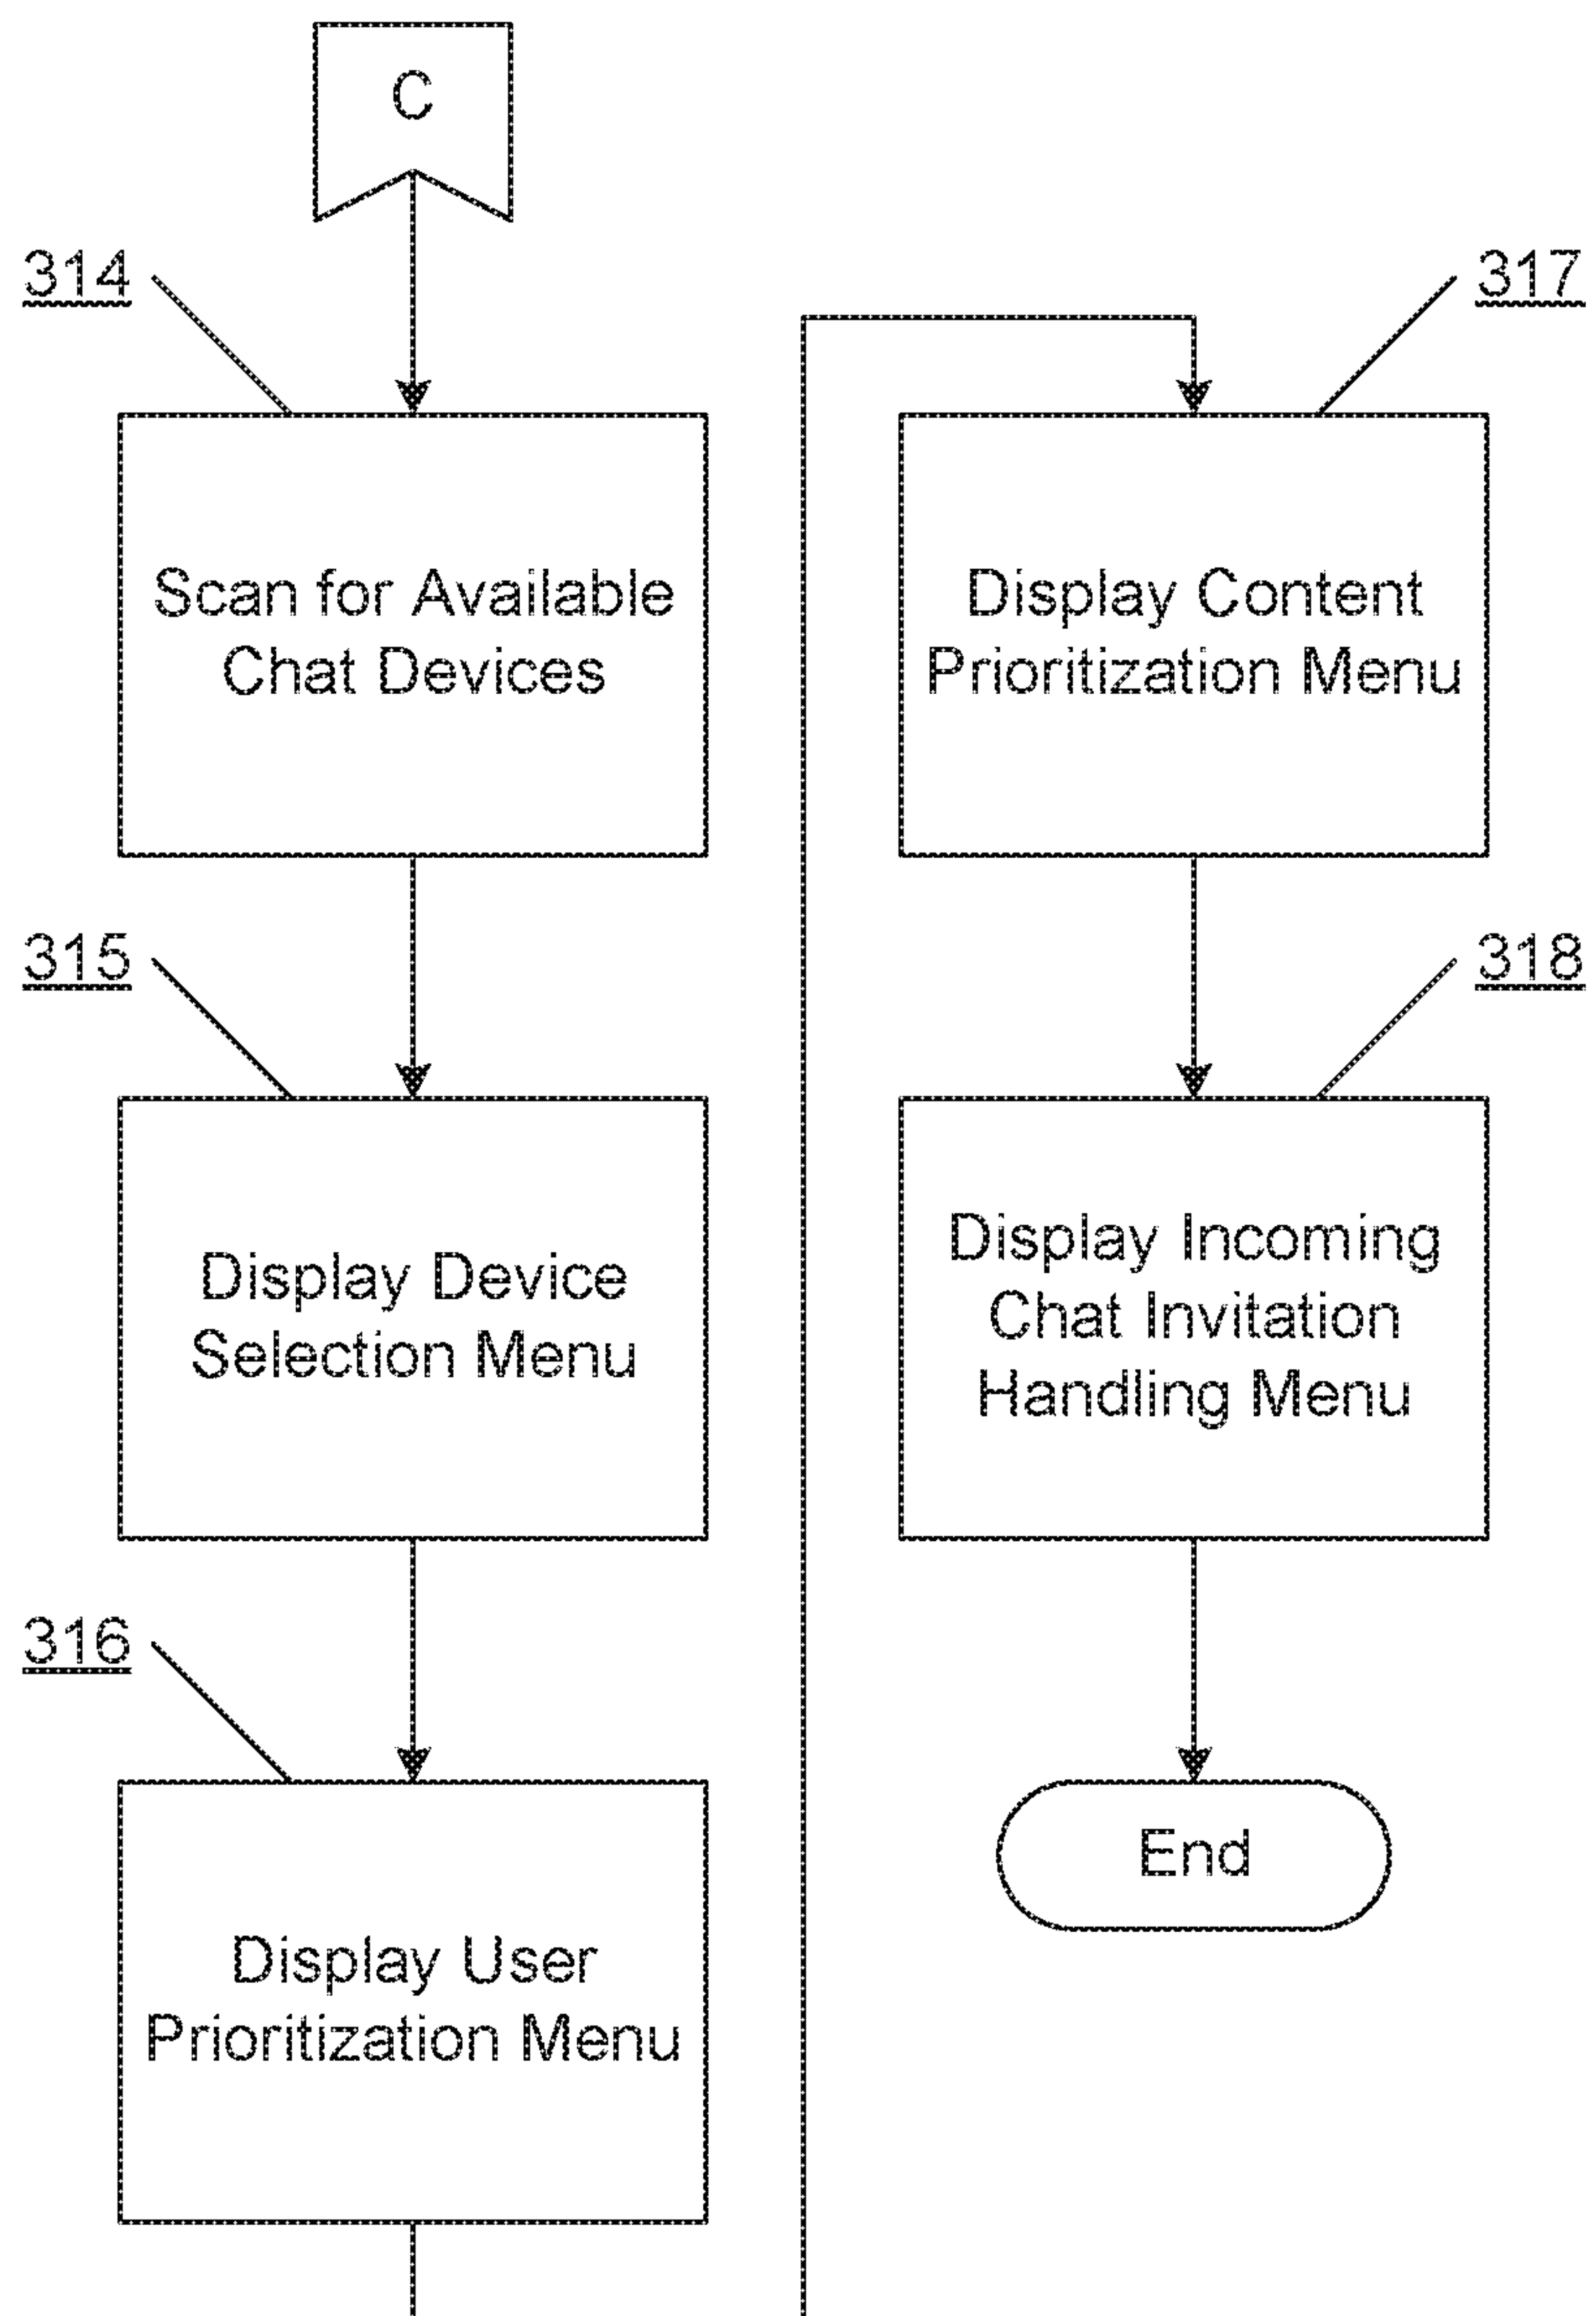 C
314
Scan for Available
Chat Devices
315
Display Device
Selection Menu
316
Display User
Prioritization Menu
317
Display Content
Prioritization Menu
318
Display Incoming
Chat Invitation
Handling Menu
End